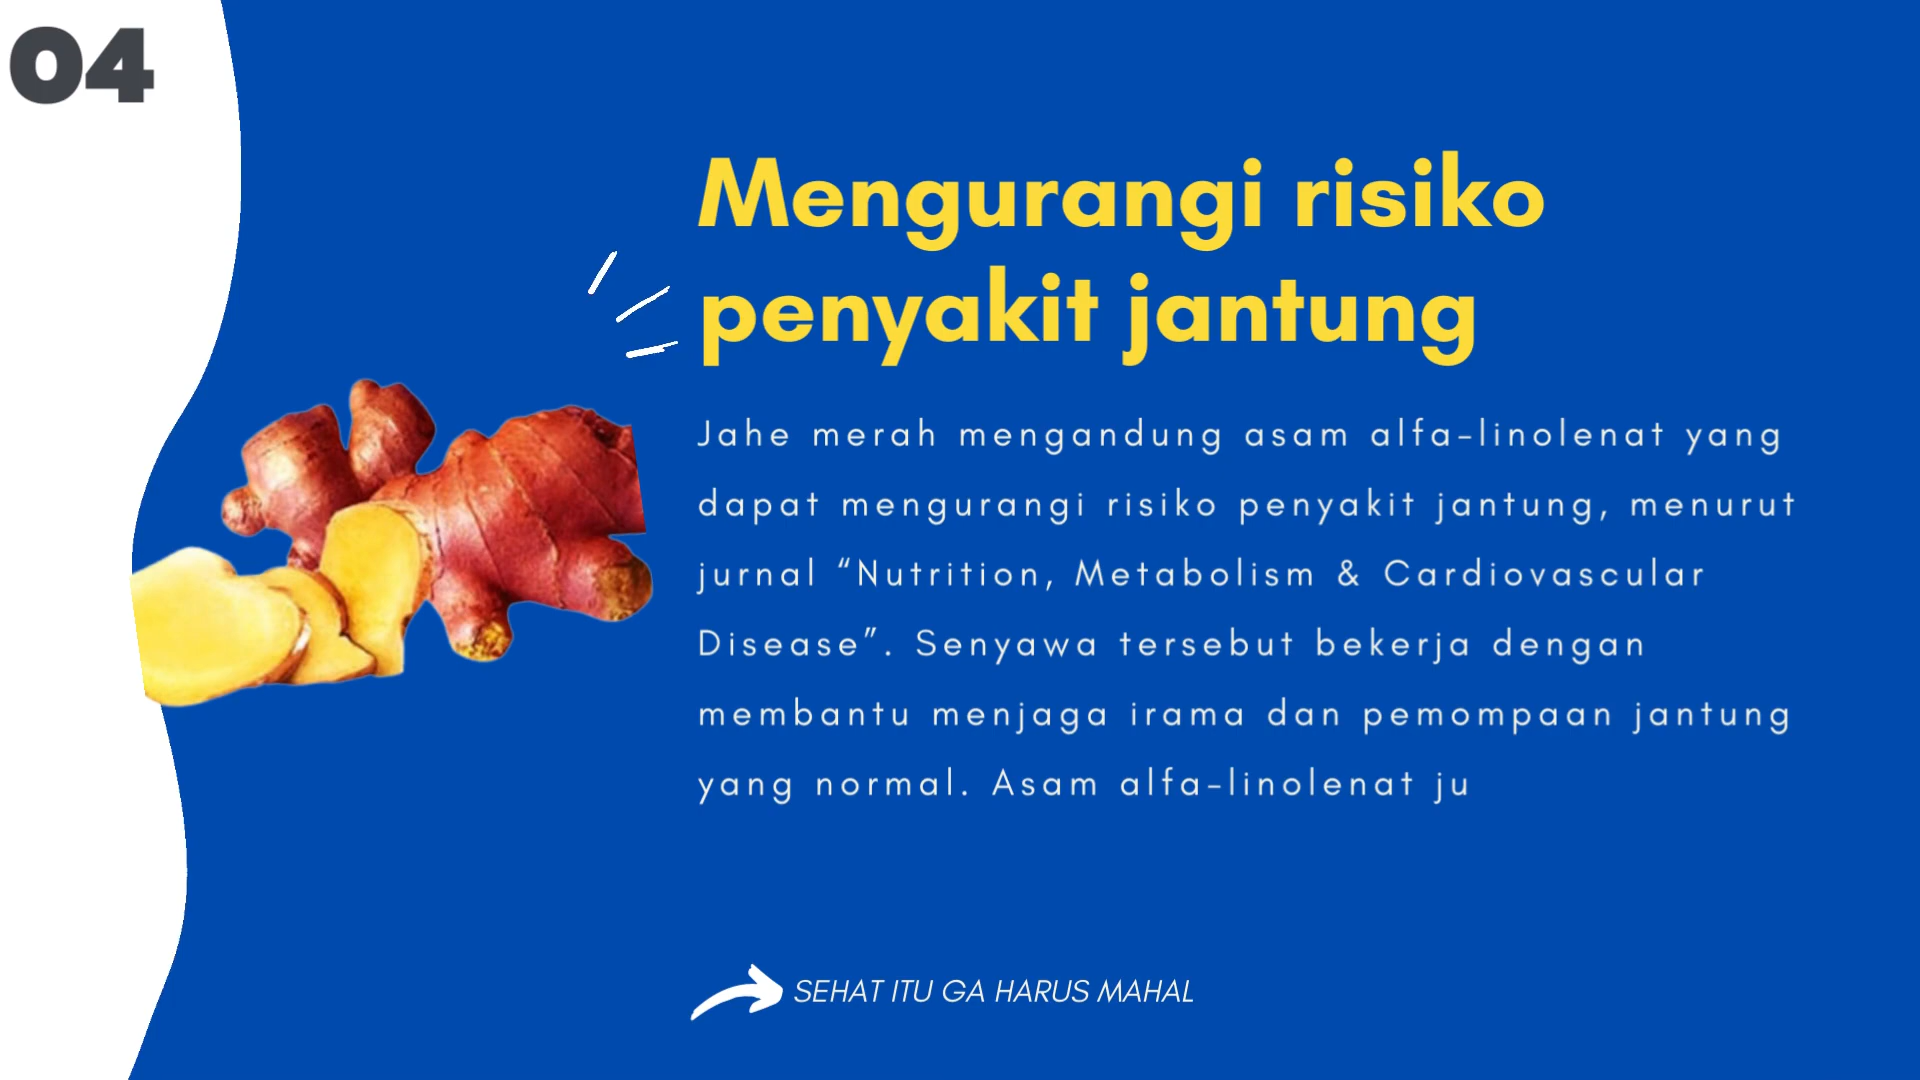 04
Mengurangi risiko
penyakit jantung
Jahe merah mengandung asam alfa-linolenat yang
dapat mengurangi risiko penyakit jantung, menurut
jurnal “Nutrition, Metabolism & Cardiovascular
Disease”. Senyawa tersebut bekerja dengan
membantu menjaga irama dan pemompaan jantung
yang normal. Asam alfa-linolenat ju
SEHAT ITU GA HARUS MAHAL